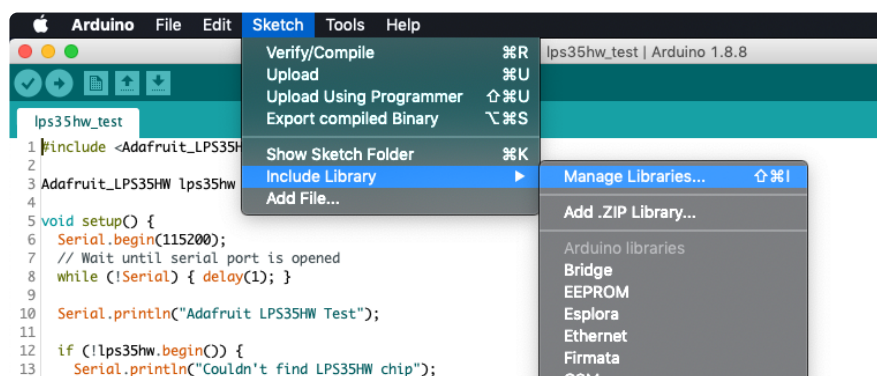 Arduino File Edit Sketch Tools Help
lps35hw_test | Arduino 1.8.8
Verify/Compile ⌘R
Upload ⌘U
Upload Using Programmer ⇧⌘U
Export compiled Binary ⌥⌘S
Show Sketch Folder ⌘K
Include Library ▶
Add File...
Manage Libraries... ⇧⌘I
Add .ZIP Library...
Arduino libraries
Bridge
EEPROM
Esplora
Ethernet
Firmata
lps35hw_test
1 #include <Adafruit_LPS35H
2
3 Adafruit_LPS35HW lps35hw
4
5 void setup() {
6 Serial.begin(115200);
7 // Wait until serial port is opened
8 while (!Serial) { delay(1); }
9
10 Serial.println("Adafruit LPS35HW Test");
11
12 if (!lps35hw.begin()) {
13 Serial.println("Couldn't find LPS35HW chip");